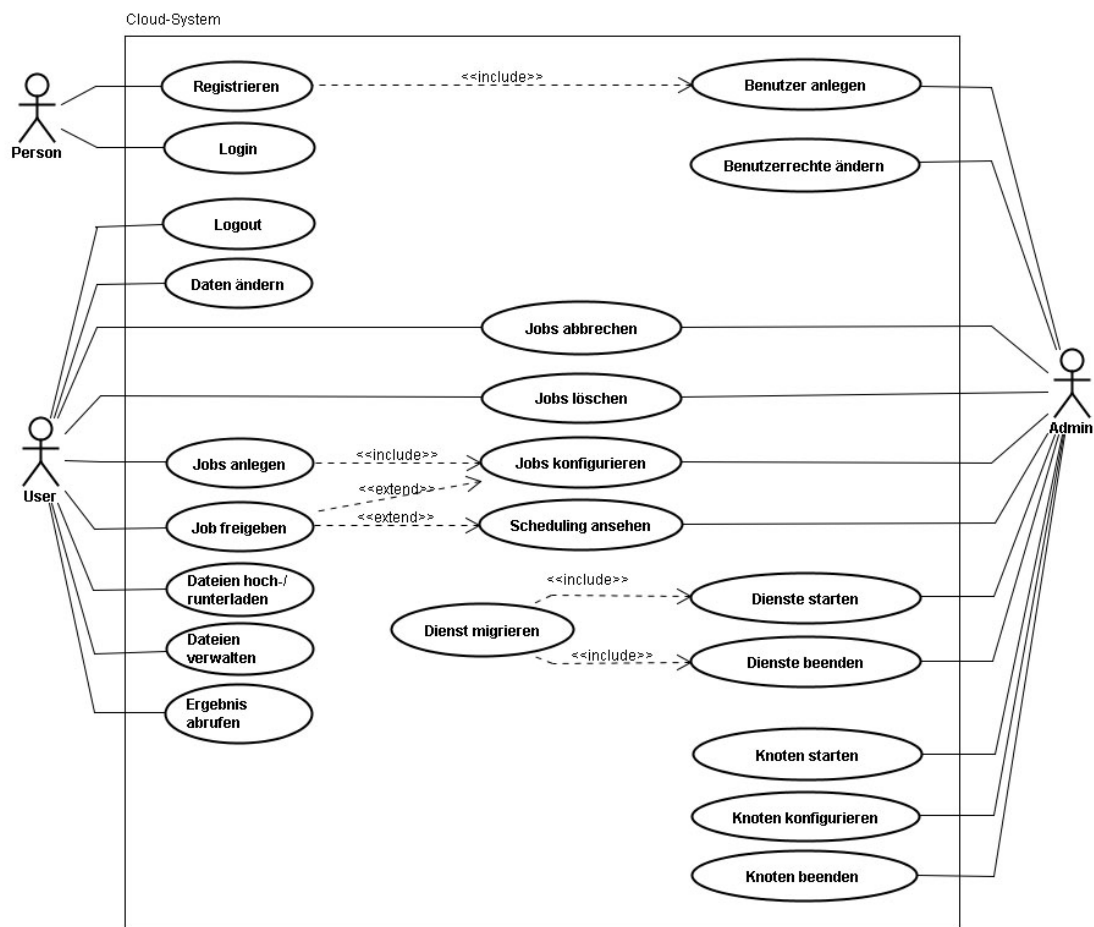 Cloud-System
Registrieren
<<include>>
Benutzer anlegen
Person
Login
Benutzerrechte ändern
Logout
Daten ändern
Jobs abbrechen
Jobs löschen
Admin
User
Jobs anlegen
<<include>>
Jobs konfigurieren
<<extend>>
Job freigeben
<<extend>>
Scheduling ansehen
Dateien hoch-/
runterladen
<<include>>
Dienste starten
Dienst migrieren
Dateien
verwalten
<<include>>
Dienste beenden
Ergebnis
abrufen
Knoten starten
Knoten konfigurieren
Knoten beenden